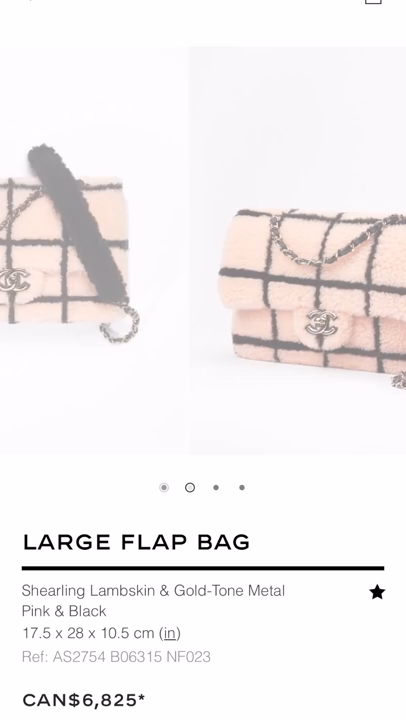 LARGE FLAP BAG
Shearling Lambskin & Gold-Tone Metal
Pink & Black
17.5 x 28 x 10.5 cm (in)
Ref: AS2754 B06315 NF023
CAN$6,825*